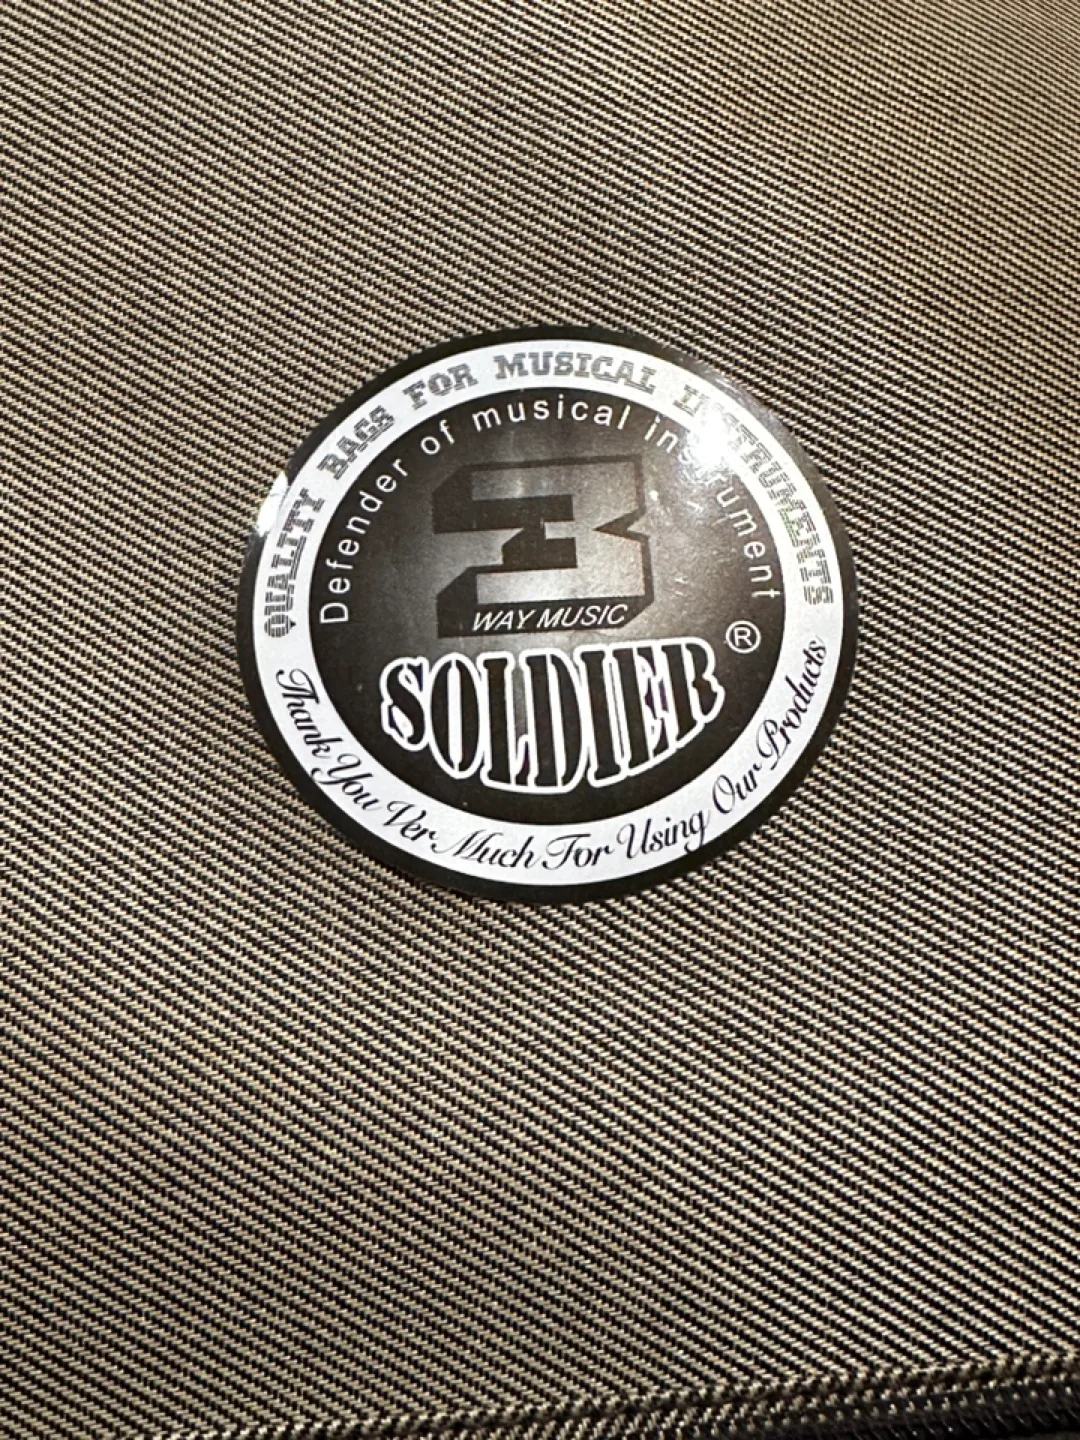 QUALITY BAGS FOR MUSICAL INSTRUMENTS
Defender of musical instrument
3
WAY MUSIC
SOLDIER ®
Thank You Ver Much For Using Our Products